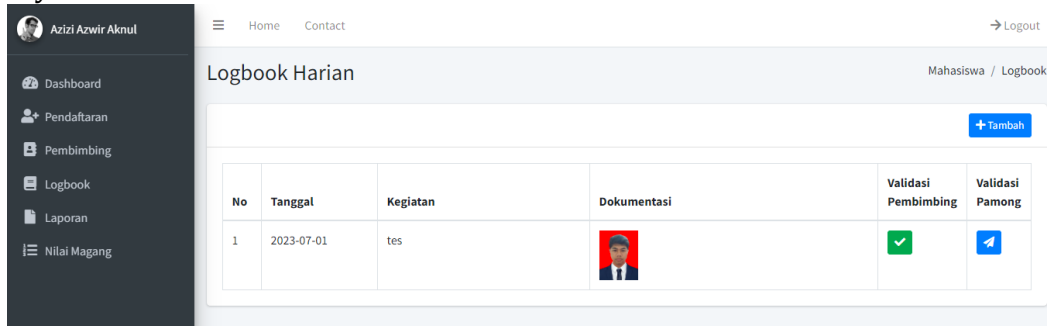 Azizi Azwir Aknul
Home Contact
Logout
Logbook Harian
Mahasiswa / Logbook
Dashboard
Pendaftaran
Pembimbing
Logbook
Laporan
Nilai Magang
Tambah
No Tanggal Kegiatan Dokumentasi Validasi Pembimbing Validasi Pamong
1 2023-07-01 tes